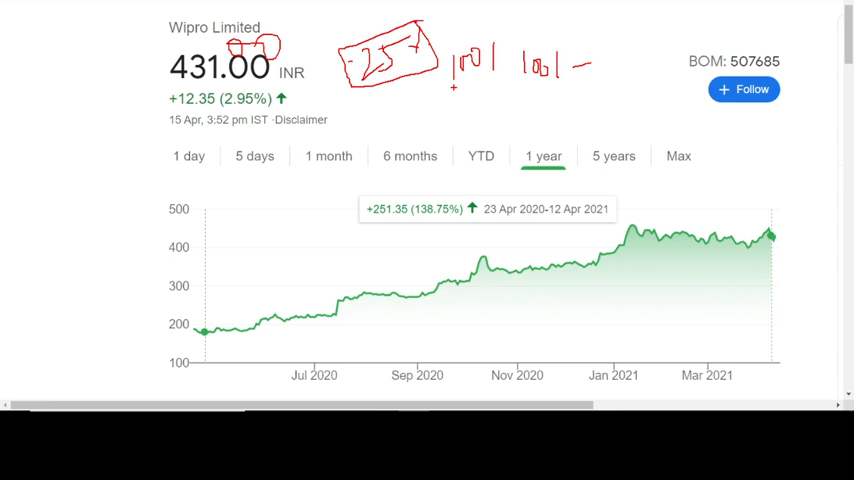 Wipro Limited
431.00 INR
BOM: 507685
+12.35 (2.95%)
+ Follow
15 Apr, 3:52 pm IST ·Disclaimer
1 day 5 days 1 month 6 months YTD 1 year 5 years Max
+251.35 (138.75%) 23 Apr 2020-12 Apr 2021
500
400
300
200
100
Jul 2020 Sep 2020 Nov 2020 Jan 2021 Mar 2021